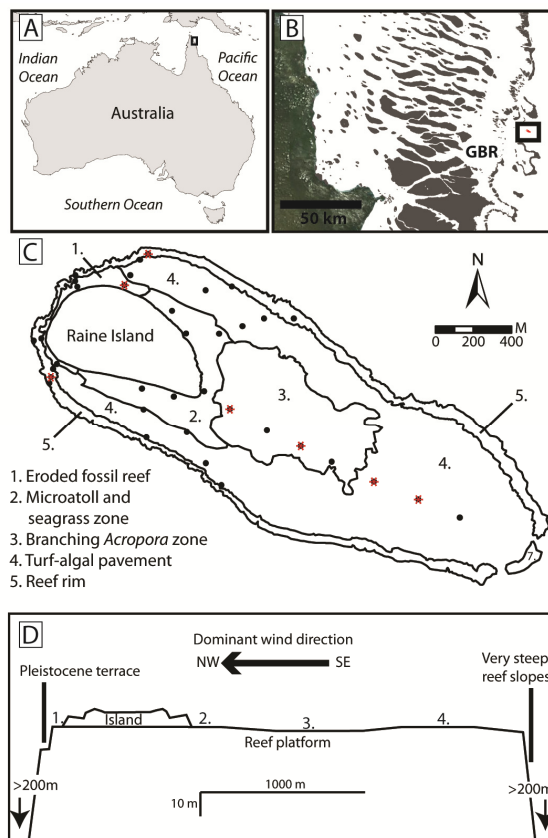 A
Indian
Ocean
Pacific
Ocean
Australia
Southern Ocean
B
GBR
50 km
C
1.
4.
N
0 200 400 M
Raine Island
3.
5.
4.
2.
4.
5.
7.
1. Eroded fossil reef
2. Microatoll and
seagrass zone
3. Branching Acropora zone
4. Turf-algal pavement
5. Reef rim
D
Dominant wind direction
NW SE
Pleistocene terrace
Very steep
reef slopes
1. Island 2. 3. 4.
Reef platform
>200m
1000 m
10 m
>200m